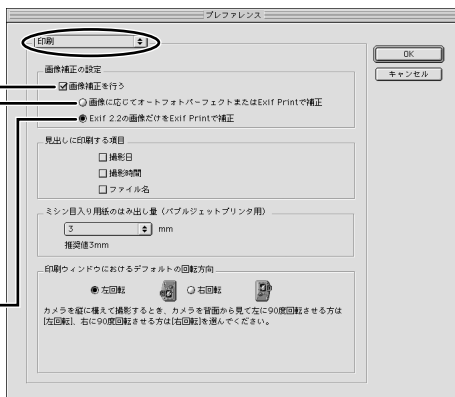 プレファレンス
印刷
OK
キャンセル
画像補正の設定
画像補正を行う
画像に応じてオートフォトパーフェクトまたはExif Printで補正
Exif 2.2の画像だけをExif Printで補正
見出しに印刷する項目
撮影日
撮影時間
ファイル名
ミシン目入り用紙のはみ出し量（バブルジェットプリンタ用）
3 mm
推奨値3mm
印刷ウィンドウにおけるデフォルトの回転方向
左回転 右回転
カメラを縦に構えて撮影するとき、カメラを背面から見て左に90度回転させる方は
[左回転]、右に90度回転させる方は[右回転]を選んでください。